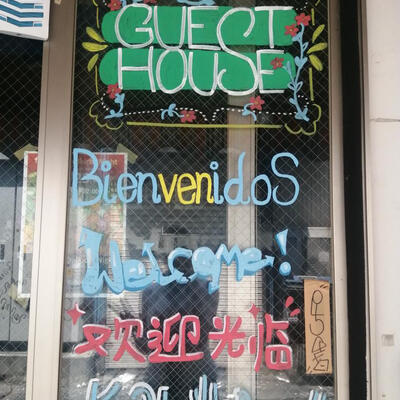 GUEST
HOUSE
Bienvenidos
Welcome!
欢迎光临